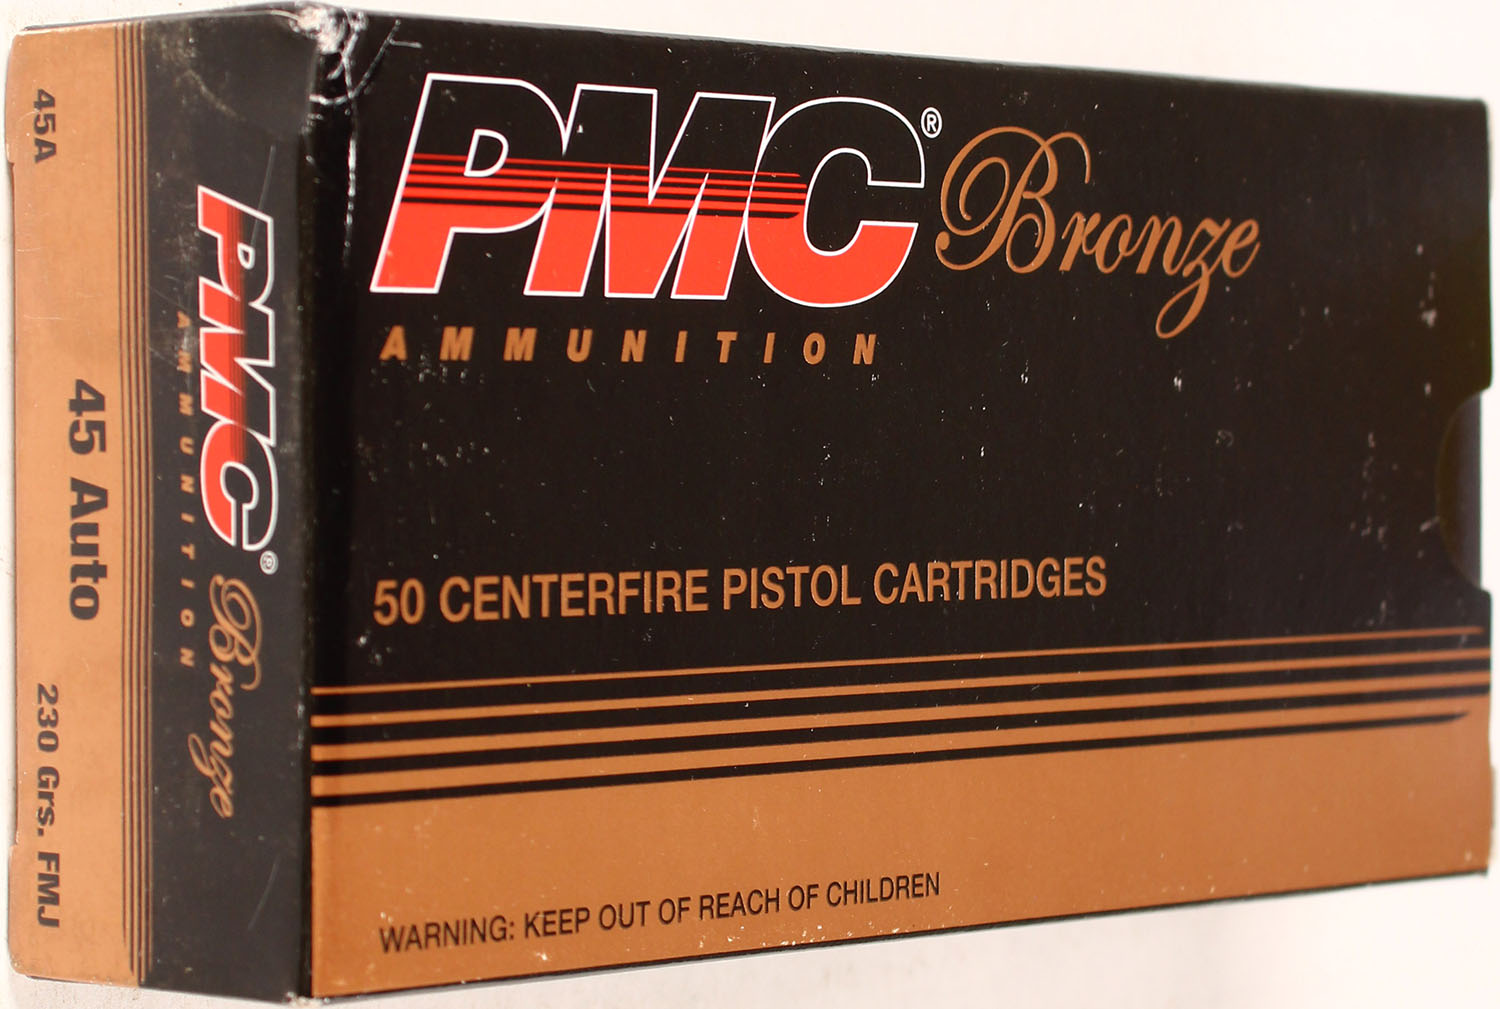 PMC® Bronze
AMMUNITION
50 CENTERFIRE PISTOL CARTRIDGES
WARNING: KEEP OUT OF REACH OF CHILDREN
PMC® Bronze
AMMUNITION
45A
45 Auto
230 Grs. FMJ